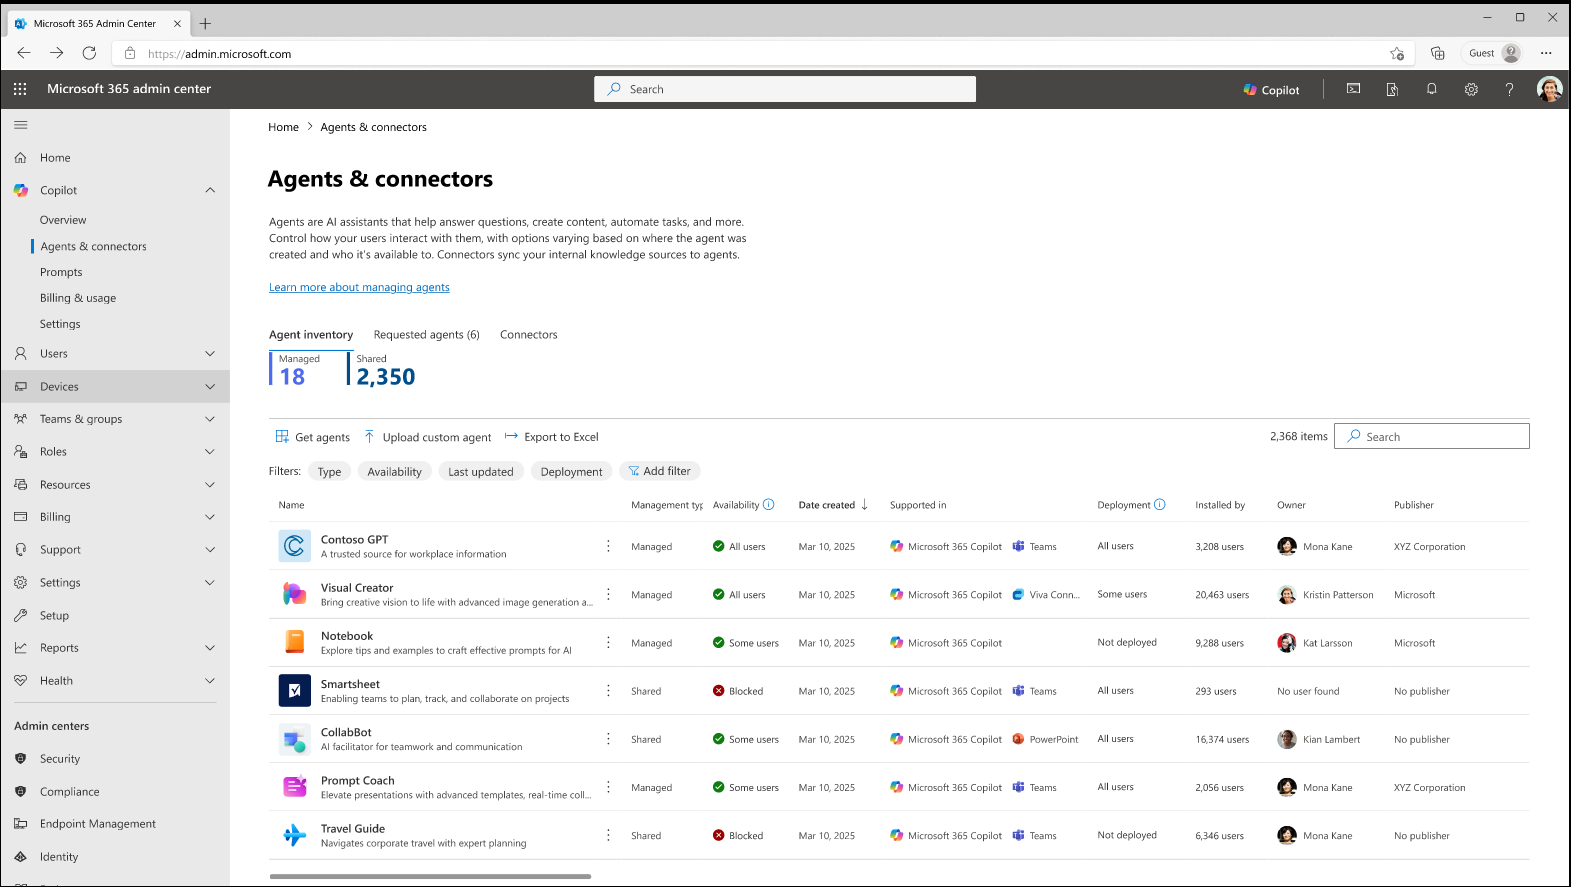 Microsoft 365 Admin Center
https://admin.microsoft.com
Guest
Microsoft 365 admin center
Search
Copilot
Home
Copilot
Overview
Agents & connectors
Prompts
Billing & usage
Settings
Users
Devices
Teams & groups
Roles
Resources
Billing
Support
Settings
Setup
Reports
Health
Admin centers
Security
Compliance
Endpoint Management
Identity
Home > Agents & connectors
Agents & connectors
Agents are AI assistants that help answer questions, create content, automate tasks, and more.
Control how your users interact with them, with options varying based on where the agent was
created and who it's available to. Connectors sync your internal knowledge sources to agents.
Learn more about managing agents
Agent inventory Requested agents (6) Connectors
Managed Shared
18 2,350
Get agents Upload custom agent Export to Excel 2,368 items Search
Filters: Type Availability Last updated Deployment Add filter
Name Management typ Availability Date created Supported in Deployment Installed by Owner Publisher
Contoso GPT
A trusted source for workplace information
Managed All users Mar 10, 2025 Microsoft 365 Copilot Teams All users 3,208 users Mona Kane XYZ Corporation
Visual Creator
Bring creative vision to life with advanced image generation a...
Managed All users Mar 10, 2025 Microsoft 365 Copilot Viva Conn... Some users 20,463 users Kristin Patterson Microsoft
Notebook
Explore tips and examples to craft effective prompts for AI
Managed Some users Mar 10, 2025 Microsoft 365 Copilot Not deployed 9,288 users Kat Larsson Microsoft
Smartsheet
Enabling teams to plan, track, and collaborate on projects
Shared Blocked Mar 10, 2025 Microsoft 365 Copilot Teams All users 293 users No user found No publisher
CollabBot
AI facilitator for teamwork and communication
Shared Some users Mar 10, 2025 Microsoft 365 Copilot PowerPoint All users 16,374 users Kian Lambert No publisher
Prompt Coach
Elevate presentations with advanced templates, real-time coll...
Managed Some users Mar 10, 2025 Microsoft 365 Copilot Teams All users 2,056 users Mona Kane XYZ Corporation
Travel Guide
Navigates corporate travel with expert planning
Shared Blocked Mar 10, 2025 Microsoft 365 Copilot Teams Not deployed 6,346 users Mona Kane No publisher